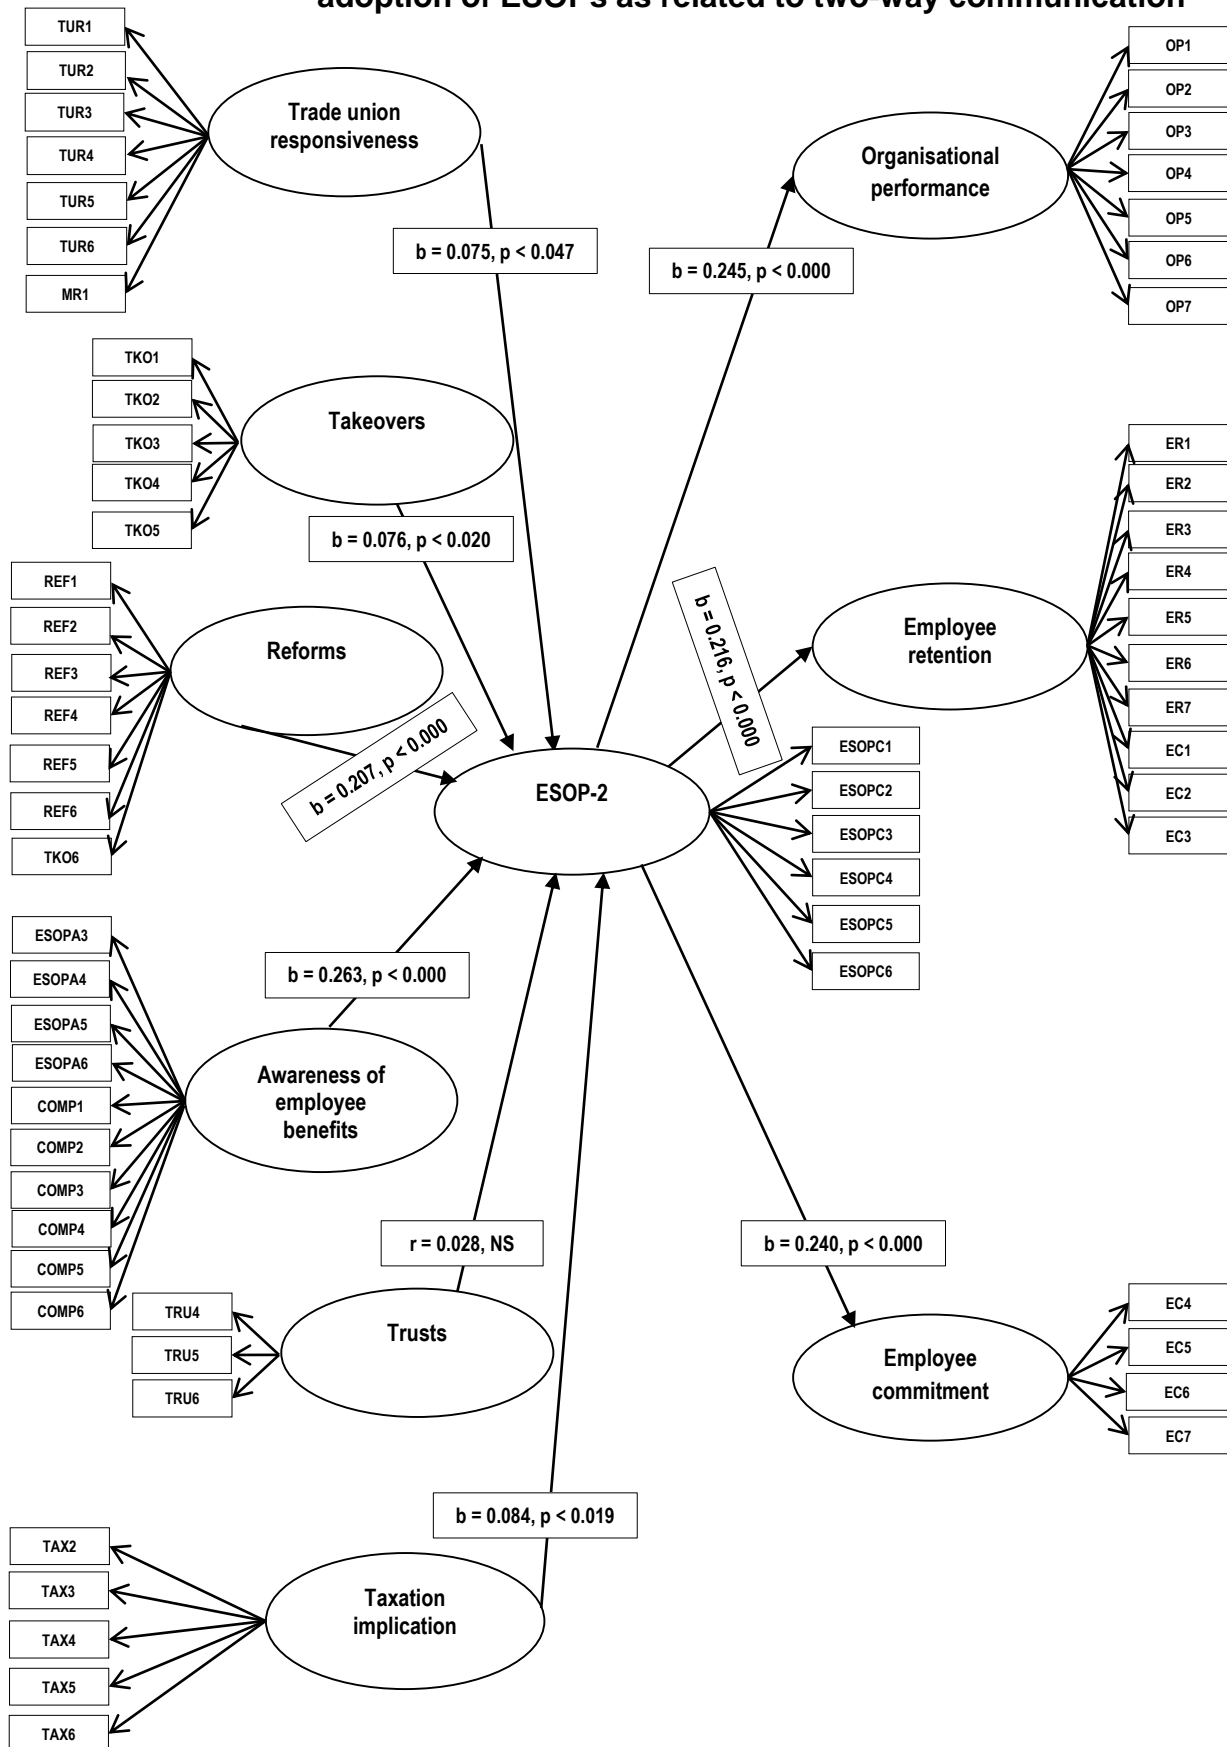 adoption of ESOPs as related to two-way communication
TUR1
TUR2
TUR3
TUR4
TUR5
TUR6
MR1
Trade union
responsiveness
b = 0.075, p < 0.047
TKO1
TKO2
TKO3
TKO4
TKO5
Takeovers
b = 0.076, p < 0.020
REF1
REF2
REF3
REF4
REF5
REF6
TKO6
Reforms
b = 0.207, p < 0.000
ESOPA3
ESOPA4
ESOPA5
ESOPA6
COMP1
COMP2
COMP3
COMP4
COMP5
COMP6
Awareness of
employee
benefits
b = 0.263, p < 0.000
TRU4
TRU5
TRU6
Trusts
r = 0.028, NS
TAX2
TAX3
TAX4
TAX5
TAX6
Taxation
implication
b = 0.084, p < 0.019
ESOP-2
ESOPC1
ESOPC2
ESOPC3
ESOPC4
ESOPC5
ESOPC6
b = 0.245, p < 0.000
Organisational
performance
OP1
OP2
OP3
OP4
OP5
OP6
OP7
b = 0.216, p < 0.000
Employee
retention
ER1
ER2
ER3
ER4
ER5
ER6
ER7
EC1
EC2
EC3
b = 0.240, p < 0.000
Employee
commitment
EC4
EC5
EC6
EC7